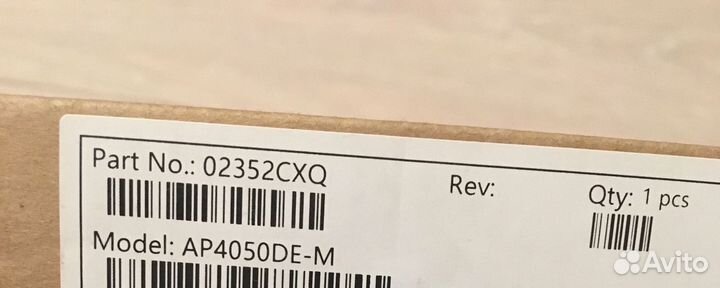 Part No.: 02352CXQ
Rev:
Qty: 1 pcs
Model: AP4050DE-M
Avito